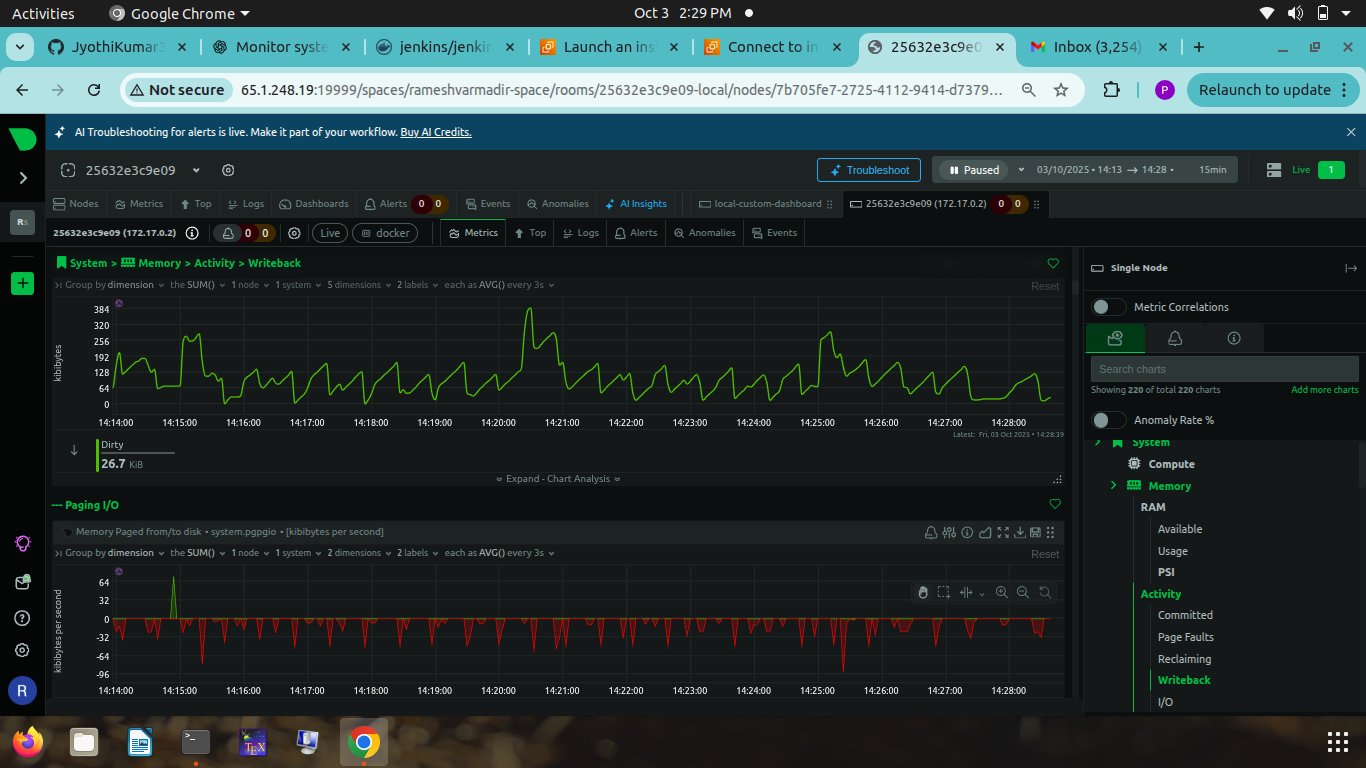 Activities Google Chrome Oct 3 2:29 PM
JyothiKumar Monitor syste jenkins/jenkin Launch an ins Connect to in 25632e3c9e0 Inbox (3,254)
Not secure 65.1.248.19:19999/spaces/rameshvarmadir-space/rooms/25632e3c9e09-local/nodes/7b705fe7-2725-4112-9414-d7379... P Relaunch to update
AI Troubleshooting for alerts is live. Make it part of your workflow. Buy AI Credits.
25632e3c9e09 Troubleshoot Paused 03/10/2025 • 14:13 → 14:28 • 15min Live 1
Rs Nodes Metrics Top Logs Dashboards Alerts 0 0 Events Anomalies AI Insights local-custom-dashboard 25632e3c9e09 (172.17.0.2) 0 0
25632e3c9e09 (172.17.0.2) 0 0 Live docker Metrics Top Logs Alerts Anomalies Events
System > Memory > Activity > Writeback
Group by dimension the SUM() 1 node 1 system 5 dimensions 2 labels each as AVG() every 3s Reset
kibibytes
384
320
256
192
128
64
0
14:14:00 14:15:00 14:16:00 14:17:00 14:18:00 14:19:00 14:20:00 14:21:00 14:22:00 14:23:00 14:24:00 14:25:00 14:26:00 14:27:00 14:28:00
Latest: Fri, 03 Oct 2025 • 14:28:39
Dirty
26.7 KiB
Expand - Chart Analysis
Paging I/O
Memory Paged from/to disk • system.pgpgio • [kibibytes per second]
Group by dimension the SUM() 1 node 1 system 2 dimensions 2 labels each as AVG() every 3s Reset
kibibytes per second
64
32
0
-32
-64
-96
14:14:00 14:15:00 14:16:00 14:17:00 14:18:00 14:19:00 14:20:00 14:21:00 14:22:00 14:23:00 14:24:00 14:25:00 14:26:00 14:27:00 14:28:00
Single Node
Metric Correlations
Search charts
Showing 220 of total 220 charts Add more charts
Anomaly Rate %
System
Compute
Memory
RAM
Available
Usage
PSI
Activity
Committed
Page Faults
Reclaiming
Writeback
I/O
R
TEX